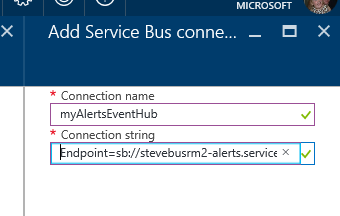 MICROSOFT
Add Service Bus conne...
* Connection name
myAlertsEventHub
* Connection string
Endpoint=sb://stevebusrm2-alerts.service